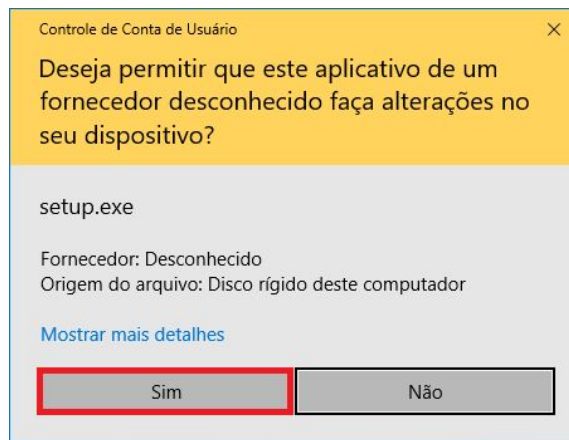 Controle de Conta de Usuário
Deseja permitir que este aplicativo de um
fornecedor desconhecido faça alterações no
seu dispositivo?
setup.exe
Fornecedor: Desconhecido
Origem do arquivo: Disco rígido deste computador
Mostrar mais detalhes
Sim
Não